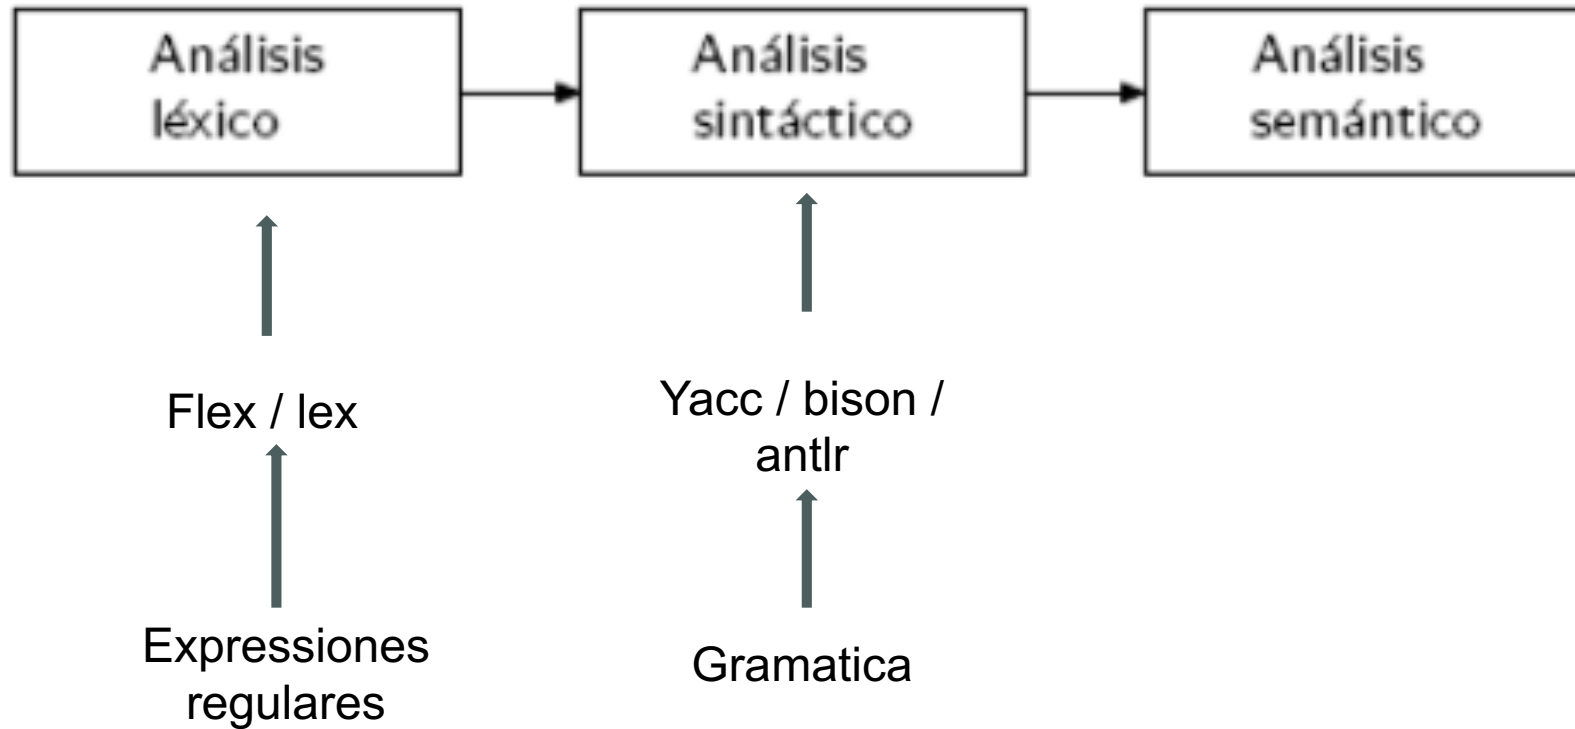 Análisis
léxico
Análisis
sintáctico
Análisis
semántico
Flex / lex
Yacc / bison /
antlr
Expressiones
regulares
Gramatica